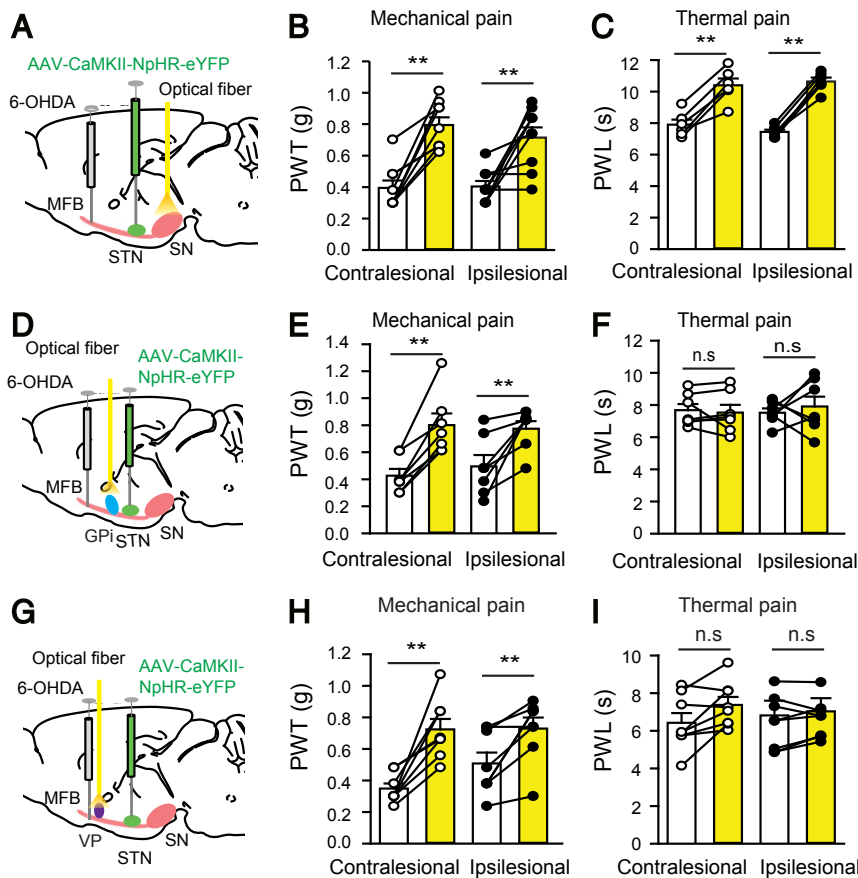 A
AAV-CaMKII-NpHR-eYFP
Optical fiber
6-OHDA
MFB
STN
SN
B
Mechanical pain
**
**
PWT (g)
1.2
1.0
0.8
0.6
0.4
0.2
0.0
Contralesional Ipsilesional
C
Thermal pain
**
**
PWL (s)
12
10
8
6
4
2
0
Contralesional Ipsilesional
D
Optical fiber
AAV-CaMKII-
NpHR-eYFP
6-OHDA
MFB
GPi
STN
SN
E
Mechanical pain
**
**
PWT (g)
1.4
1.2
1.0
0.8
0.6
0.4
0.2
0.0
Contralesional Ipsilesional
F
Thermal pain
n.s
n.s
PWL (s)
12
10
8
6
4
2
0
Contralesional Ipsilesional
G
Optical fiber
AAV-CaMKII-
NpHR-eYFP
6-OHDA
MFB
VP
STN
SN
H
Mechanical pain
**
**
PWT (g)
1.2
1.0
0.8
0.6
0.4
0.2
0.0
Contralesional Ipsilesional
I
Thermal pain
n.s
n.s
PWL (s)
10
8
6
4
2
0
Contralesional Ipsilesional